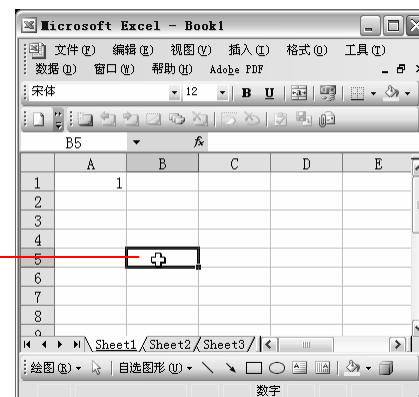 Microsoft Excel - Book1
文件(F) 编辑(E) 视图(V) 插入(I) 格式(O) 工具(T)
数据(D) 窗口(W) 帮助(H) Adobe PDF
宋体 12 B U
B5 fx
A B C D E
1 1
2
3
4
5
6
7
8
9
Sheet1 Sheet2 Sheet3
绘图(R) 自选图形(U)
数字